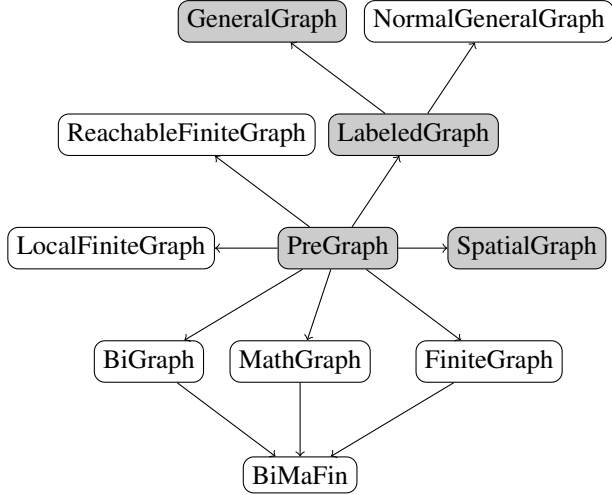 GeneralGraph
NormalGeneralGraph
ReachableFiniteGraph
LabeledGraph
LocalFiniteGraph
PreGraph
SpatialGraph
BiGraph
MathGraph
FiniteGraph
BiMaFin